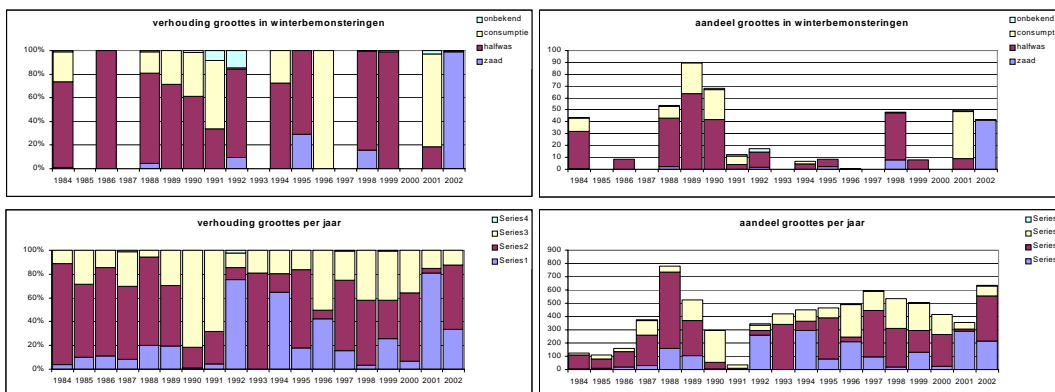 verhouding groottes in winterbemonsteringen
onbekend
consumptie
halfwas
zaad
100%
80%
60%
40%
20%
0%
1984 1985 1986 1987 1988 1989 1990 1991 1992 1993 1994 1995 1996 1997 1998 1999 2000 2001 2002
aandeel groottes in winterbemonsteringen
onbekend
consumptie
halfwas
zaad
100
90
80
70
60
50
40
30
20
10
0
1984 1985 1986 1987 1988 1989 1990 1991 1992 1993 1994 1995 1996 1997 1998 1999 2000 2001 2002
verhouding groottes per jaar
Series4
Series3
Series2
Series1
100%
80%
60%
40%
20%
0%
1984 1985 1986 1987 1988 1989 1990 1991 1992 1993 1994 1995 1996 1997 1998 1999 2000 2001 2002
aandeel groottes per jaar
Series
Series
Series
Series
900
800
700
600
500
400
300
200
100
0
1984 1985 1986 1987 1988 1989 1990 1991 1992 1993 1994 1995 1996 1997 1998 1999 2000 2001 2002